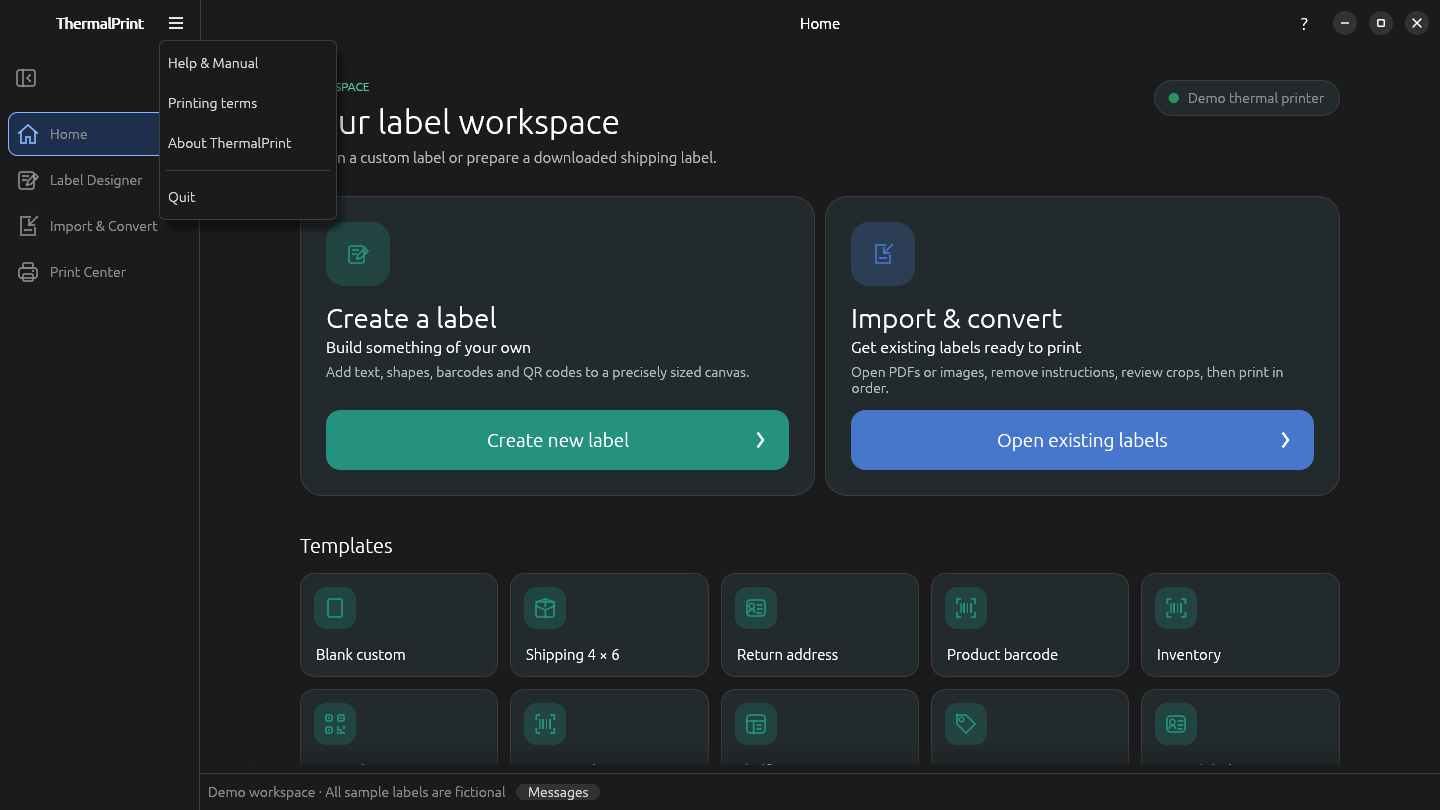 ThermalPrint
Home
?
Help & Manual
Printing terms
About ThermalPrint
Quit
Home
Label Designer
Import & Convert
Print Center
Demo thermal printer
label workspace
a custom label or prepare a downloaded shipping label.
Create a label
Build something of your own
Add text, shapes, barcodes and QR codes to a precisely sized canvas.
Create new label
Import & convert
Get existing labels ready to print
Open PDFs or images, remove instructions, review crops, then print in
order.
Open existing labels
Templates
Blank custom
Shipping 4 × 6
Return address
Product barcode
Inventory
Demo workspace · All sample labels are fictional
Messages